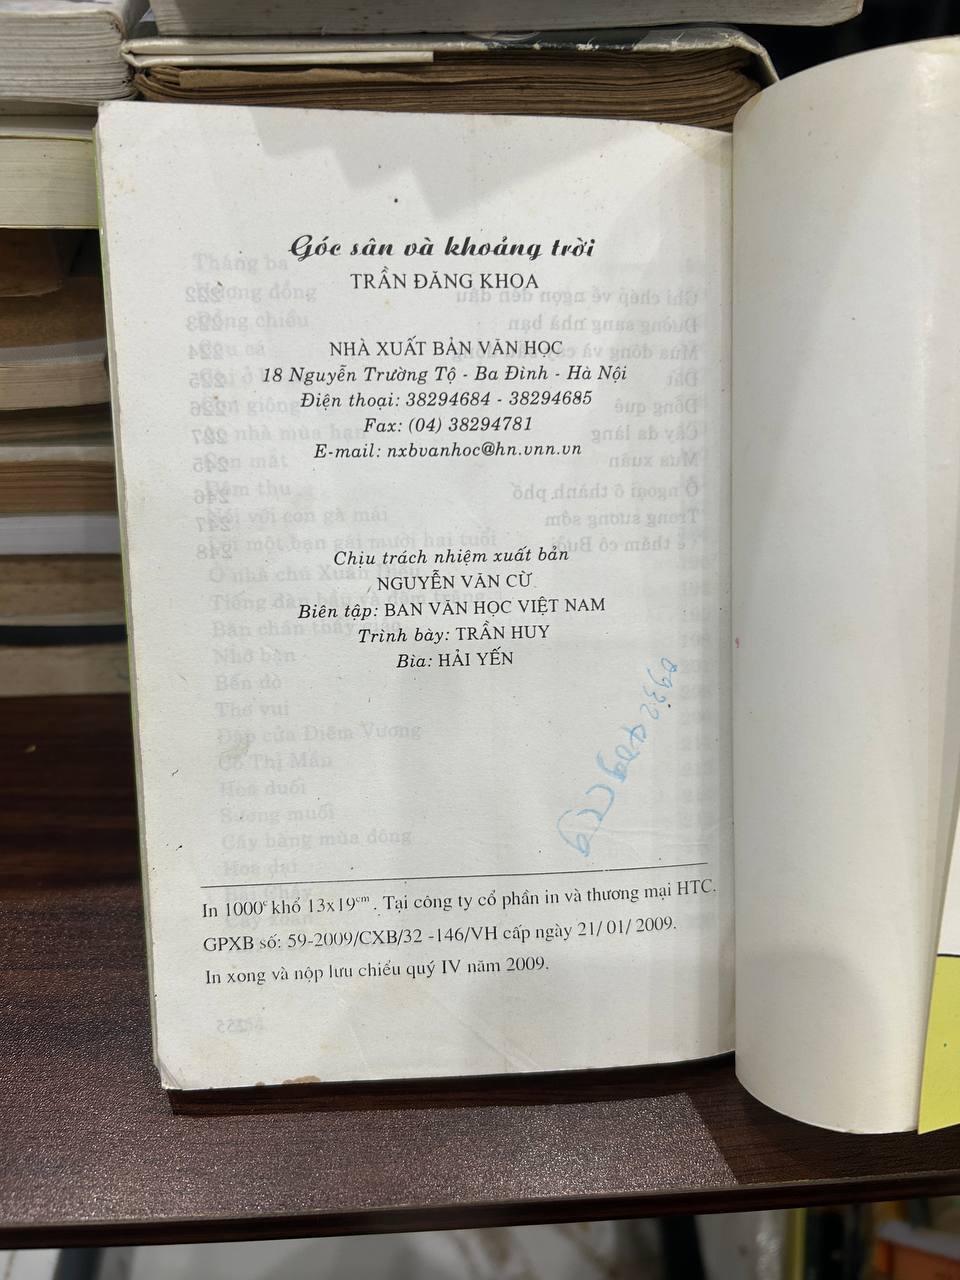 Góc sân và khoảng trời
TRẦN ĐĂNG KHOA
NHÀ XUẤT BẢN VĂN HỌC
18 Nguyễn Trường Tộ - Ba Đình - Hà Nội
Điện thoại: 38294684 - 38294685
Fax: (04) 38294781
E-mail: nxbvanhoc@hn.vnn.vn
Chịu trách nhiệm xuất bản
NGUYỄN VĂN CỪ
Biên tập: BAN VĂN HỌC VIỆT NAM
Trình bày: TRẦN HUY
Bìa: HẢI YẾN
In 1000c khổ 13x19cm. Tại công ty cổ phần in và thương mại HTC.
GPXB số: 59-2009/CXB/32 -146/VH cấp ngày 21/ 01/ 2009.
In xong và nộp lưu chiểu quý IV năm 2009.